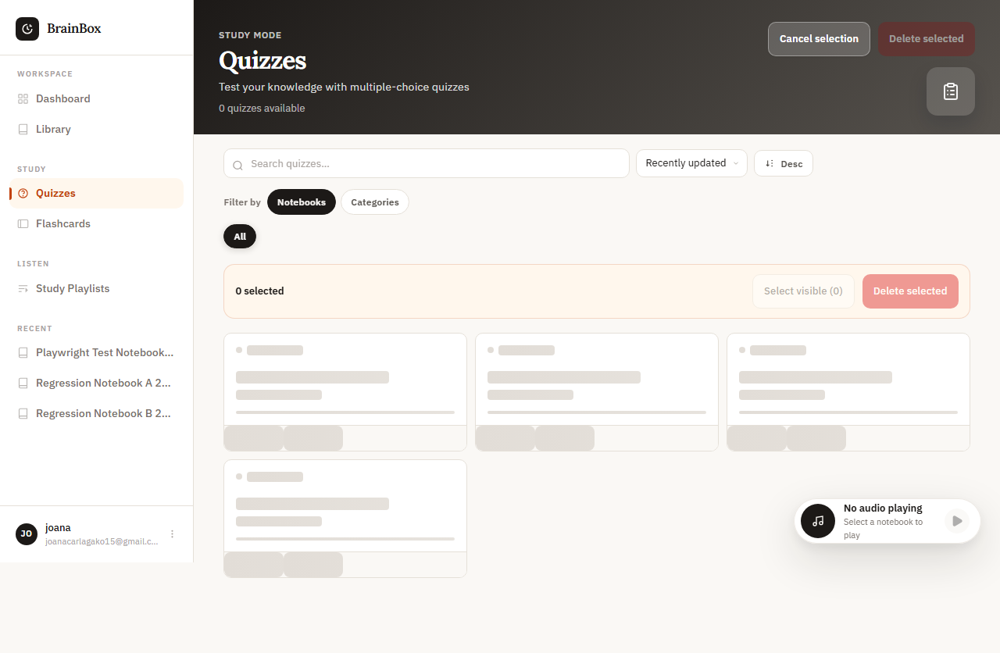 BrainBox
WORKSPACE
Dashboard
Library
STUDY
Quizzes
Flashcards
LISTEN
Study Playlists
RECENT
Playwright Test Notebook...
Regression Notebook A 2...
Regression Notebook B 2...
JO
joana
joanacarlagako15@gmail.c...
STUDY MODE
Quizzes
Test your knowledge with multiple-choice quizzes
0 quizzes available
Cancel selection
Delete selected
Search quizzes...
Recently updated
Desc
Filter by
Notebooks
Categories
All
0 selected
Select visible (0)
Delete selected
No audio playing
Select a notebook to
play